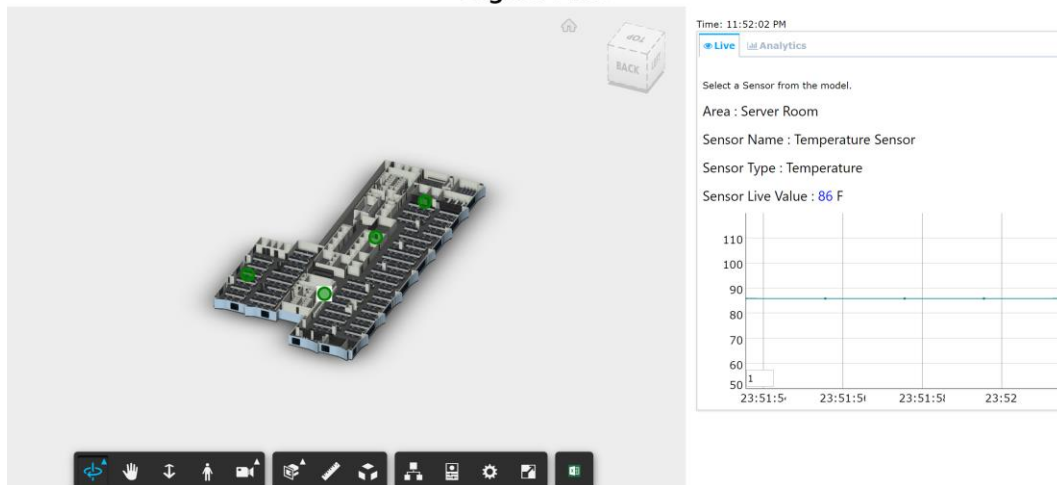 Time: 11:52:02 PM
Live
Analytics
TOP
BACK
Select a Sensor from the model.
Area : Server Room
Sensor Name : Temperature Sensor
Sensor Type : Temperature
Sensor Live Value : 86 F
110
100
90
80
70
60
50
1
23:52